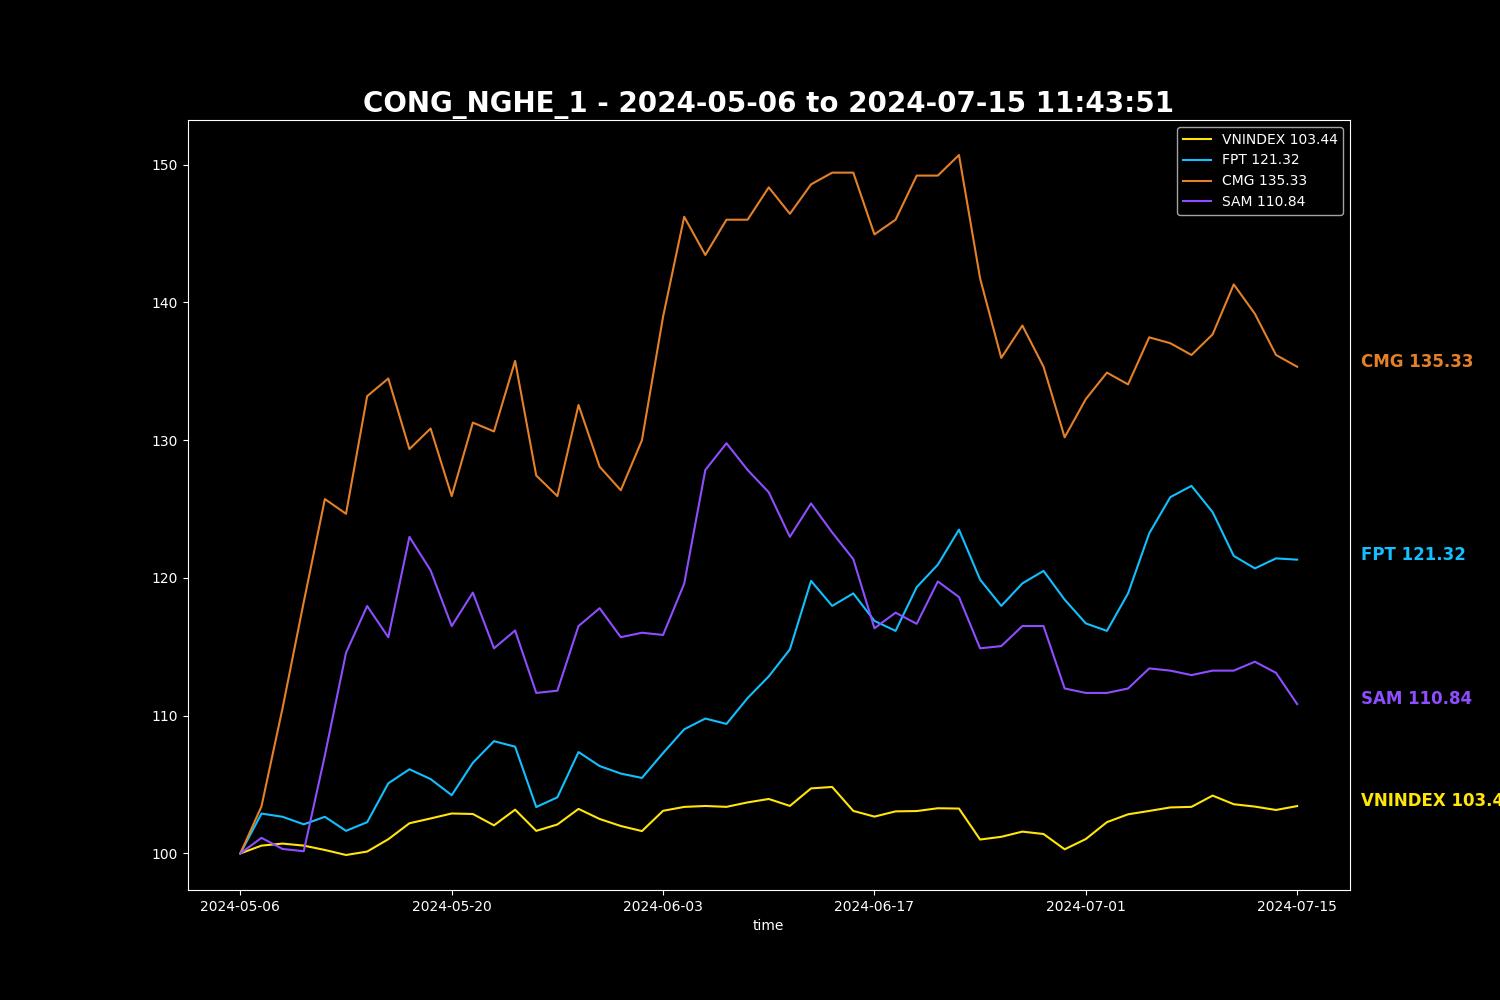 CONG_NGHE_1 - 2024-05-06 to 2024-07-15 11:43:51
VNINDEX 103.44
FPT 121.32
CMG 135.33
SAM 110.84
150
140
130
120
110
100
CMG 135.33
FPT 121.32
SAM 110.84
VNINDEX 103.4
2024-05-06
2024-05-20
2024-06-03
2024-06-17
2024-07-01
2024-07-15
time